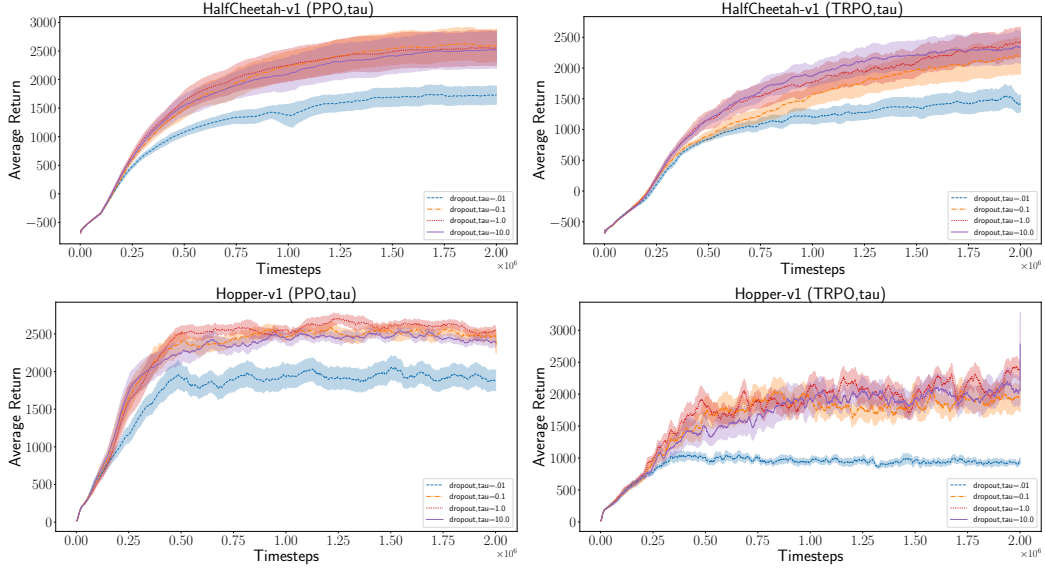 HalfCheetah-v1 (PPO,tau)
Average Return
3000
2500
2000
1500
1000
500
0
−500
dropout,tau=.01
dropout,tau=0.1
dropout,tau=1.0
dropout,tau=10.0
0.00 0.25 0.50 0.75 1.00 1.25 1.50 1.75 2.00
×10⁶
Timesteps
HalfCheetah-v1 (TRPO,tau)
Average Return
2500
2000
1500
1000
500
0
−500
dropout,tau=.01
dropout,tau=0.1
dropout,tau=1.0
dropout,tau=10.0
0.00 0.25 0.50 0.75 1.00 1.25 1.50 1.75 2.00
×10⁶
Timesteps
Hopper-v1 (PPO,tau)
Average Return
2500
2000
1500
1000
500
0
dropout,tau=.01
dropout,tau=0.1
dropout,tau=1.0
dropout,tau=10.0
0.00 0.25 0.50 0.75 1.00 1.25 1.50 1.75 2.00
×10⁶
Timesteps
Hopper-v1 (TRPO,tau)
Average Return
3000
2500
2000
1500
1000
500
0
dropout,tau=.01
dropout,tau=0.1
dropout,tau=1.0
dropout,tau=10.0
0.00 0.25 0.50 0.75 1.00 1.25 1.50 1.75 2.00
×10⁶
Timesteps